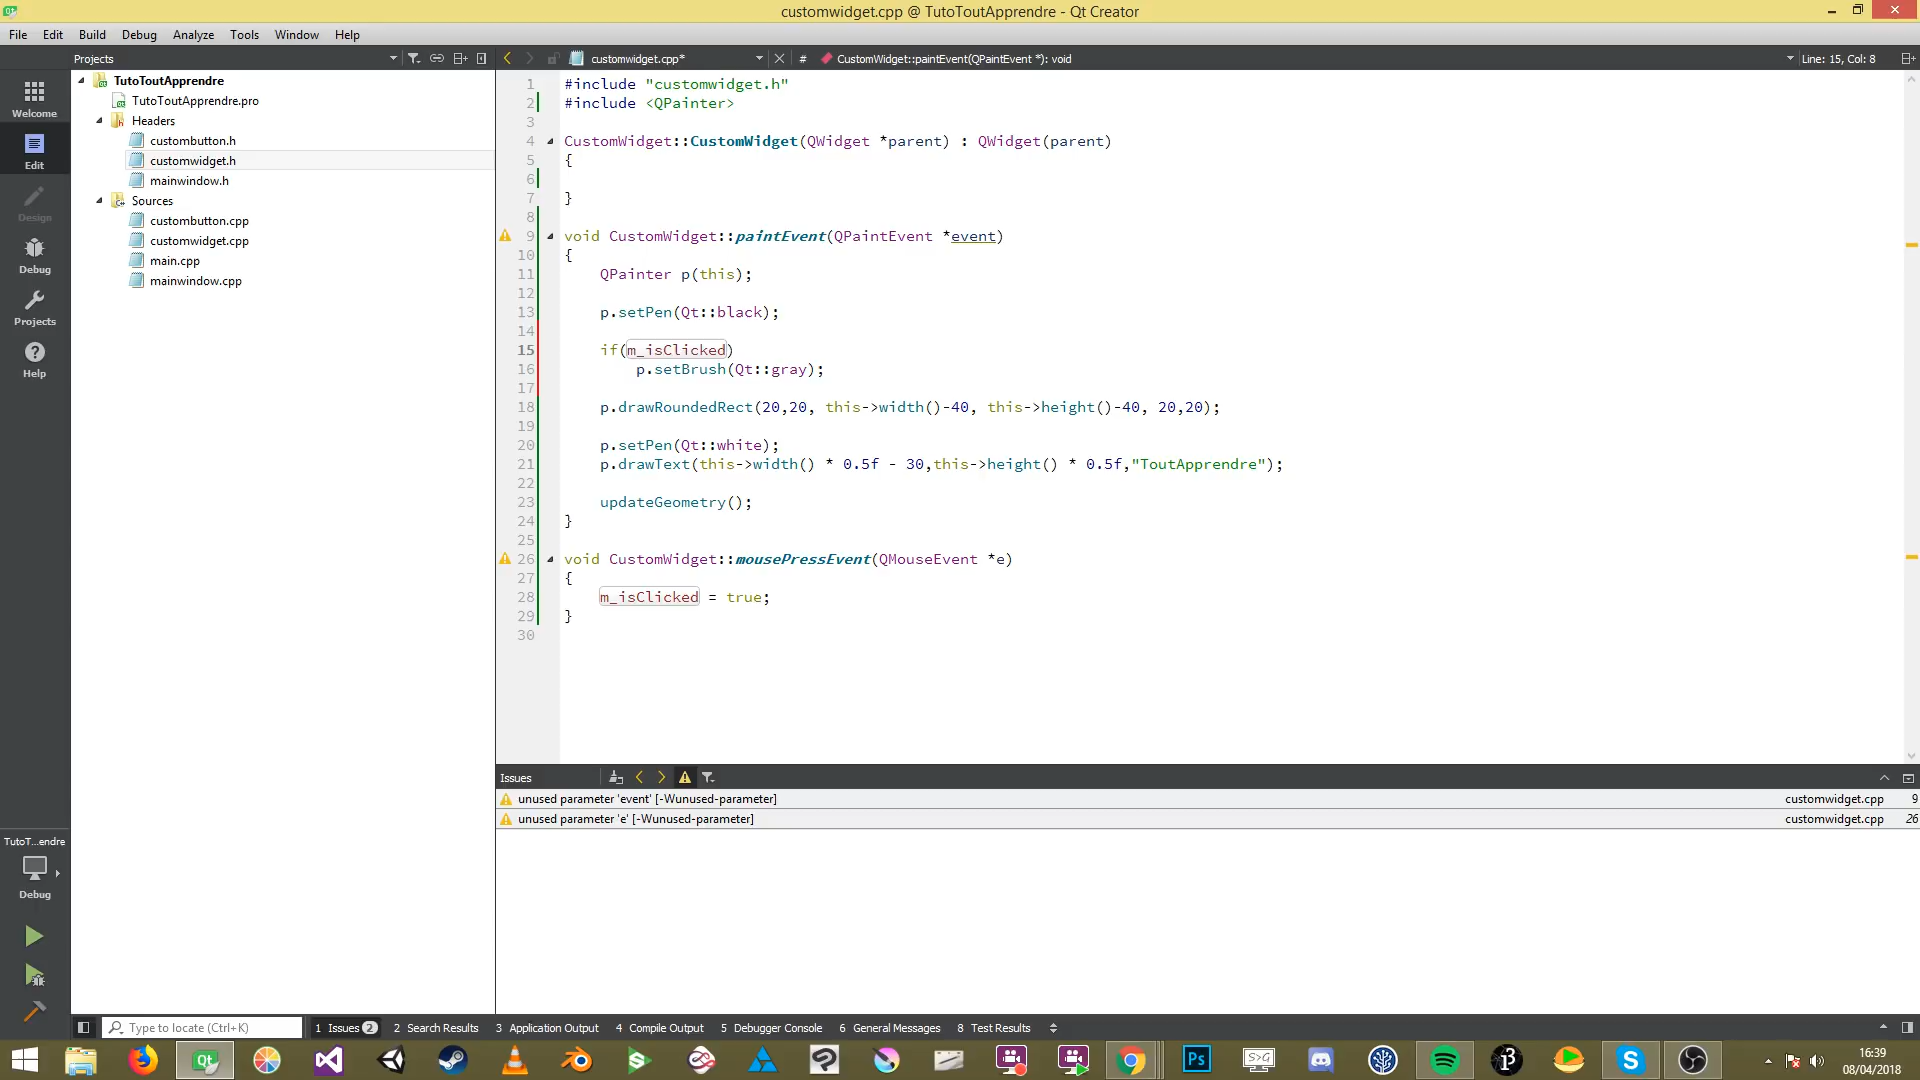 customwidget.cpp @ TutoToutApprendre - Qt Creator
File Edit Build Debug Analyze Tools Window Help
Projects
customwidget.cpp*
# CustomWidget::paintEvent(QPaintEvent *): void
Line: 15, Col: 8
Welcome
Edit
Design
Debug
Projects
Help
TutoToutApprendre
TutoToutApprendre.pro
Headers
custombutton.h
customwidget.h
mainwindow.h
Sources
custombutton.cpp
customwidget.cpp
main.cpp
mainwindow.cpp
1 #include "customwidget.h"
2 #include <QPainter>
3
4 CustomWidget::CustomWidget(QWidget *parent) : QWidget(parent)
5 {
6
7 }
8
9 void CustomWidget::paintEvent(QPaintEvent *event)
10 {
11     QPainter p(this);
12
13     p.setPen(Qt::black);
14
15     if(m_isClicked)
16         p.setBrush(Qt::gray);
17
18     p.drawRoundedRect(20,20, this->width()-40, this->height()-40, 20,20);
19
20     p.setPen(Qt::white);
21     p.drawText(this->width() * 0.5f - 30,this->height() * 0.5f,"ToutApprendre");
22
23     updateGeometry();
24 }
25
26 void CustomWidget::mousePressEvent(QMouseEvent *e)
27 {
28     m_isClicked = true;
29 }
30
Issues
unused parameter 'event' [-Wunused-parameter] customwidget.cpp 9
unused parameter 'e' [-Wunused-parameter] customwidget.cpp 26
TutoT...endre
Debug
Type to locate (Ctrl+K)
1 Issues 2 2 Search Results 3 Application Output 4 Compile Output 5 Debugger Console 6 General Messages 8 Test Results
16:39
08/04/2018